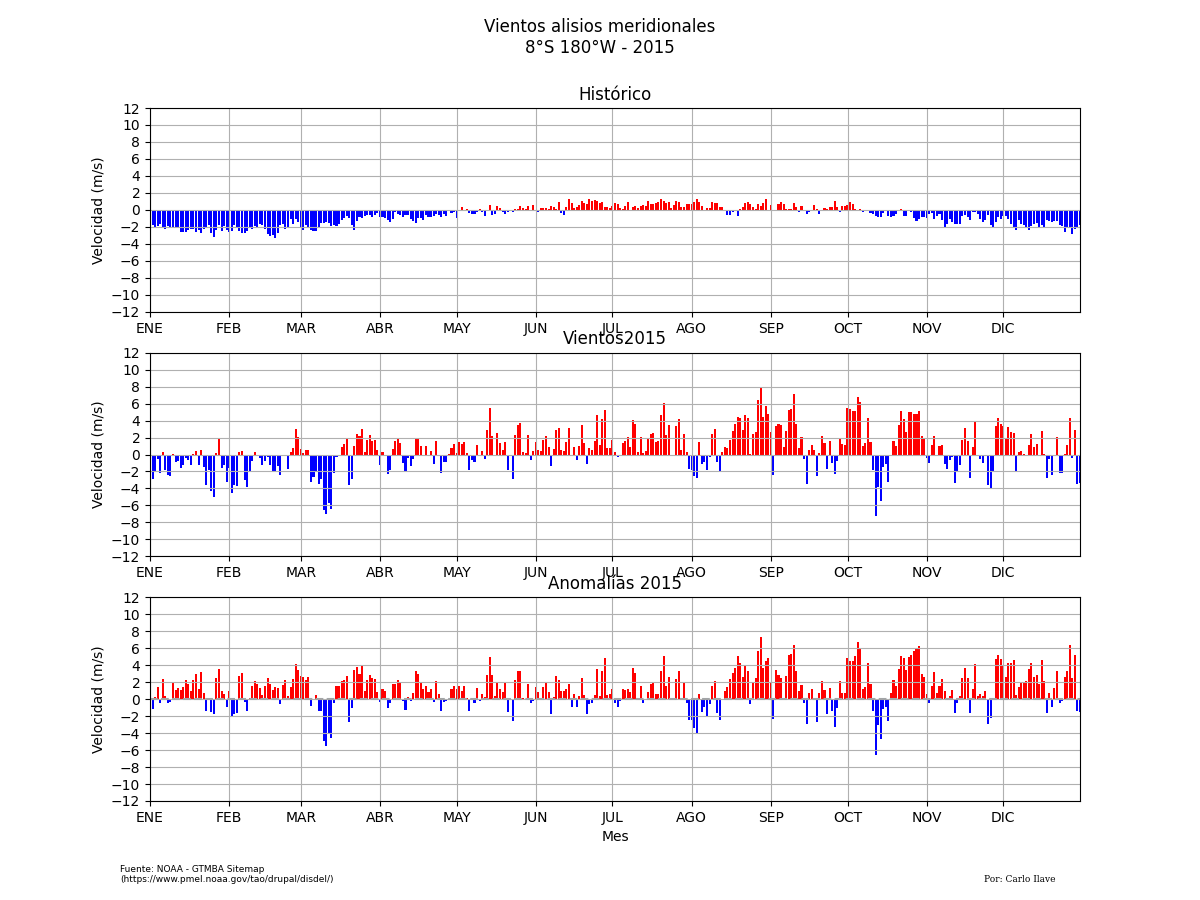 Vientos alisios meridionales
8°S 180°W - 2015
Histórico
12
10
8
6
4
2
0
−2
−4
−6
−8
−10
−12
Velocidad (m/s)
ENE FEB MAR ABR MAY JUN JUL AGO SEP OCT NOV DIC
Vientos2015
12
10
8
6
4
2
0
−2
−4
−6
−8
−10
−12
Velocidad (m/s)
ENE FEB MAR ABR MAY JUN JUL AGO SEP OCT NOV DIC
Anomalías 2015
12
10
8
6
4
2
0
−2
−4
−6
−8
−10
−12
Velocidad (m/s)
ENE FEB MAR ABR MAY JUN JUL AGO SEP OCT NOV DIC
Mes
Fuente: NOAA - GTMBA Sitemap
(https://www.pmel.noaa.gov/tao/drupal/disdel/)
Por: Carlo Ilave